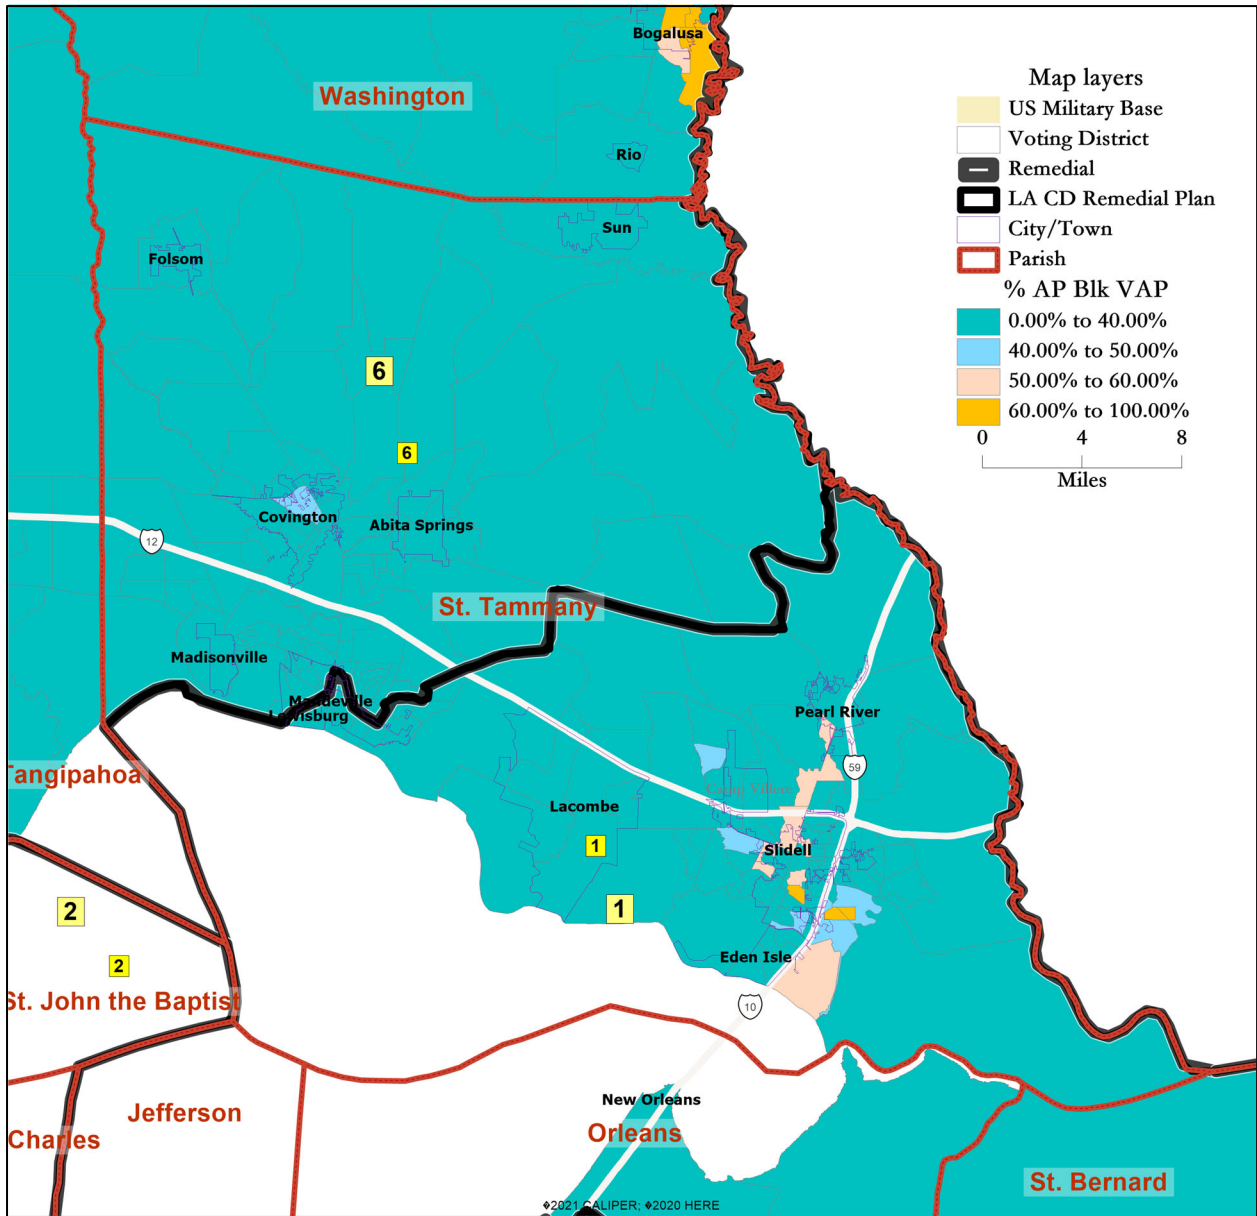 Bogalusa
Washington
Rio
Sun
Folsom
6
6
Covington
Abita Springs
12
St. Tammany
Madisonville
Mandeville
Lewisburg
Pearl River
59
Tangipahoa
Camp Villere
Lacombe
1
Slidell
2
1
2
Eden Isle
St. John the Baptist
10
New Orleans
Jefferson
Orleans
Charles
St. Bernard
�2021 CALIPER; �2020 HERE
Map layers
US Military Base
Voting District
Remedial
LA CD Remedial Plan
City/Town
Parish
% AP Blk VAP
0.00% to 40.00%
40.00% to 50.00%
50.00% to 60.00%
60.00% to 100.00%
0 4 8
Miles